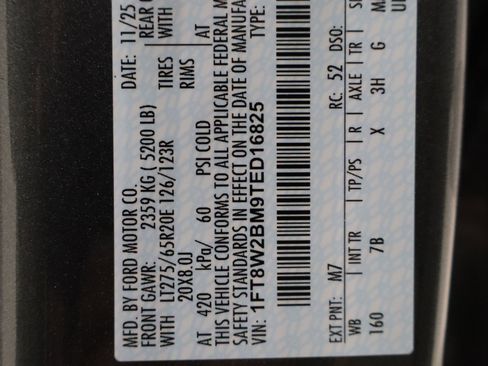 MFD. BY FORD MOTOR CO.
DATE: 11/25
FRONT GAWR: 2359 KG ( 5200 LB)
REAR
WITH LT275/65R20E 126/123R TIRES
WITH
20X8.0J RIMS
AT 420 kPa/ 60 PSI COLD
AT
THIS VEHICLE CONFORMS TO ALL APPLICABLE FEDERAL
SAFETY STANDARDS IN EFFECT ON THE DATE OF
VIN: 1FT8W2BM9TED16825
TYPE:
EXT PNT: M7 RC: 52 DSO:
WB | INT TR | TP/PS | R | AXLE | TR |
160 7B X 3H G